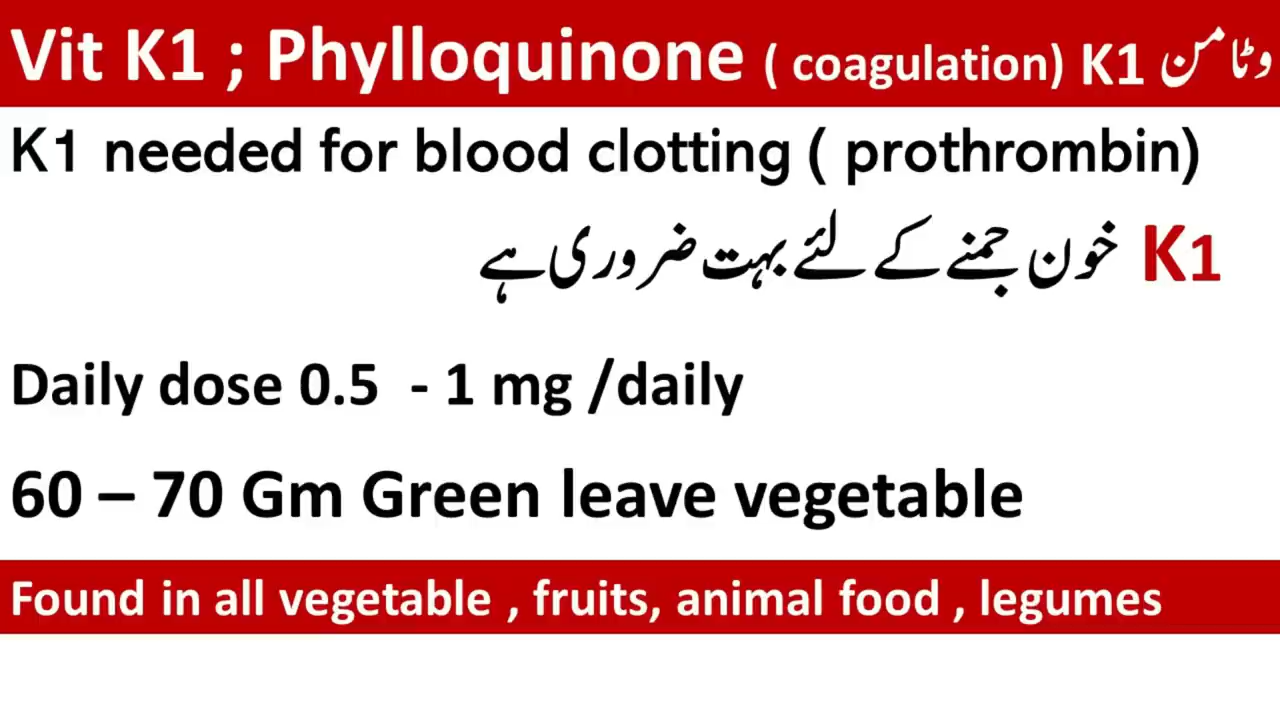 Vit K1 ; Phylloquinone ( coagulation) K1 وٹامن
K1 needed for blood clotting ( prothrombin)
K1 خون جمنے کے لئے بہت ضروری ہے
Daily dose 0.5 - 1 mg /daily
60 – 70 Gm Green leave vegetable
Found in all vegetable , fruits, animal food , legumes